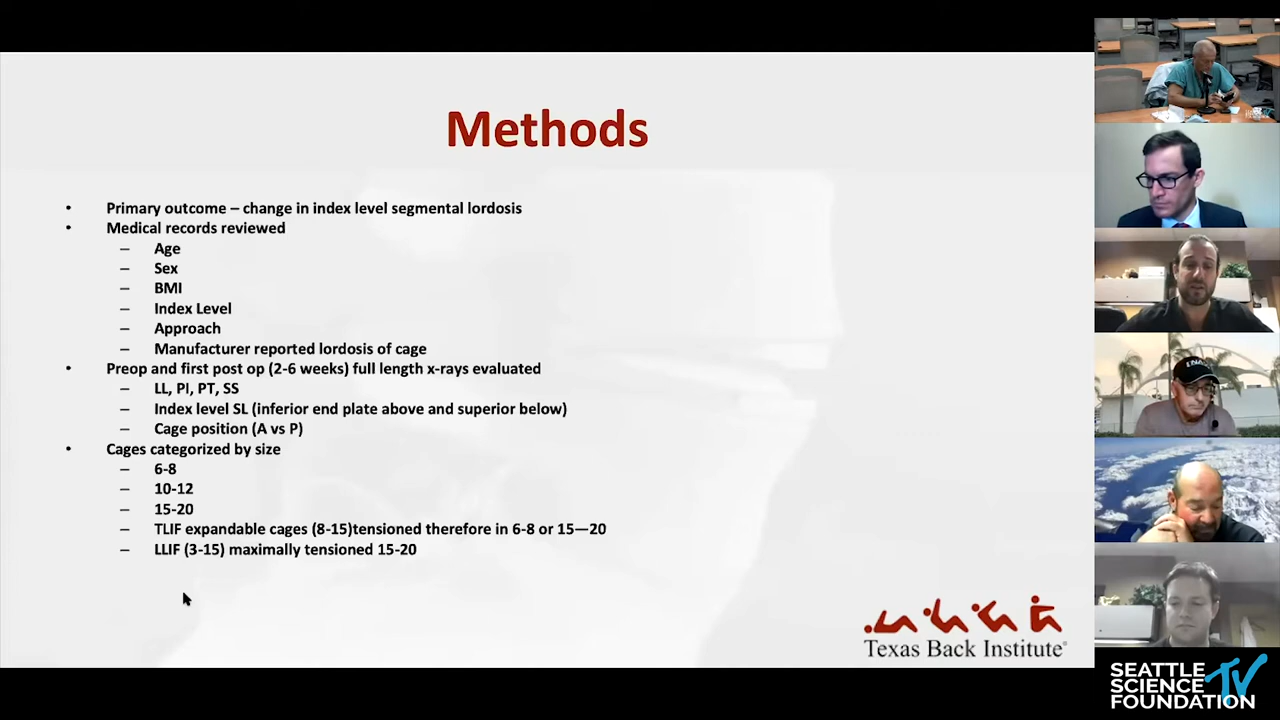 Methods
• Primary outcome – change in index level segmental lordosis
• Medical records reviewed
– Age
– Sex
– BMI
– Index Level
– Approach
– Manufacturer reported lordosis of cage
• Preop and first post op (2-6 weeks) full length x-rays evaluated
– LL, PI, PT, SS
– Index level SL (inferior end plate above and superior below)
– Cage position (A vs P)
• Cages categorized by size
– 6-8
– 10-12
– 15-20
– TLIF expandable cages (8-15)tensioned therefore in 6-8 or 15—20
– LLIF (3-15) maximally tensioned 15-20
Texas Back Institute®
SEATTLE
SCIENCE TV
FOUNDATION